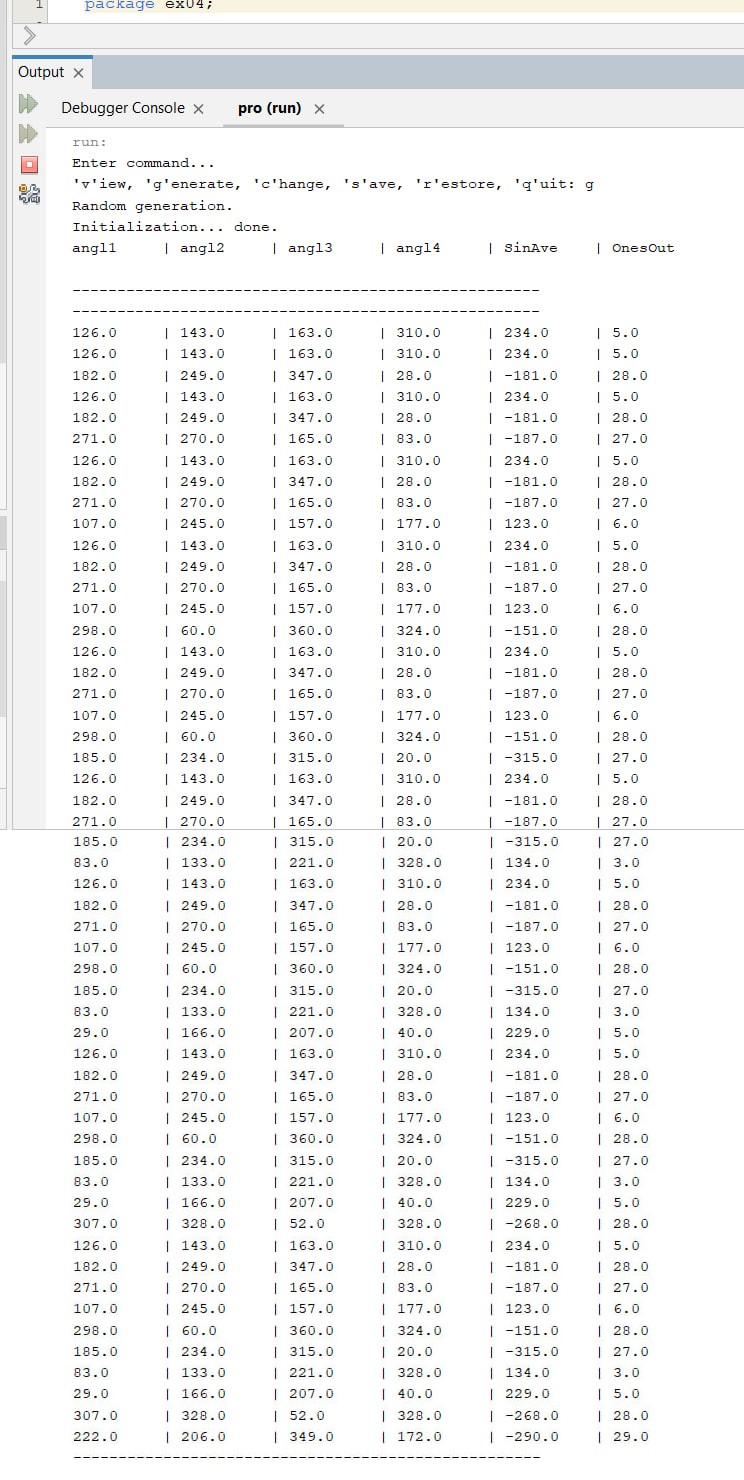 1 package ex04;
Output ×
Debugger Console × pro (run) ×
run:
Enter command...
'v'iew, 'g'enerate, 'c'hange, 's'ave, 'r'estore, 'q'uit: g
Random generation.
Initialization... done.
angl1 | angl2 | angl3 | angl4 | SinAve | OnesOut
----------------------------------------------------
----------------------------------------------------
126.0 | 143.0 | 163.0 | 310.0 | 234.0 | 5.0
126.0 | 143.0 | 163.0 | 310.0 | 234.0 | 5.0
182.0 | 249.0 | 347.0 | 28.0 | -181.0 | 28.0
126.0 | 143.0 | 163.0 | 310.0 | 234.0 | 5.0
182.0 | 249.0 | 347.0 | 28.0 | -181.0 | 28.0
271.0 | 270.0 | 165.0 | 83.0 | -187.0 | 27.0
126.0 | 143.0 | 163.0 | 310.0 | 234.0 | 5.0
182.0 | 249.0 | 347.0 | 28.0 | -181.0 | 28.0
271.0 | 270.0 | 165.0 | 83.0 | -187.0 | 27.0
107.0 | 245.0 | 157.0 | 177.0 | 123.0 | 6.0
126.0 | 143.0 | 163.0 | 310.0 | 234.0 | 5.0
182.0 | 249.0 | 347.0 | 28.0 | -181.0 | 28.0
271.0 | 270.0 | 165.0 | 83.0 | -187.0 | 27.0
107.0 | 245.0 | 157.0 | 177.0 | 123.0 | 6.0
298.0 | 60.0 | 360.0 | 324.0 | -151.0 | 28.0
126.0 | 143.0 | 163.0 | 310.0 | 234.0 | 5.0
182.0 | 249.0 | 347.0 | 28.0 | -181.0 | 28.0
271.0 | 270.0 | 165.0 | 83.0 | -187.0 | 27.0
107.0 | 245.0 | 157.0 | 177.0 | 123.0 | 6.0
298.0 | 60.0 | 360.0 | 324.0 | -151.0 | 28.0
185.0 | 234.0 | 315.0 | 20.0 | -315.0 | 27.0
126.0 | 143.0 | 163.0 | 310.0 | 234.0 | 5.0
182.0 | 249.0 | 347.0 | 28.0 | -181.0 | 28.0
271.0 | 270.0 | 165.0 | 83.0 | -187.0 | 27.0
185.0 | 234.0 | 315.0 | 20.0 | -315.0 | 27.0
83.0 | 133.0 | 221.0 | 328.0 | 134.0 | 3.0
126.0 | 143.0 | 163.0 | 310.0 | 234.0 | 5.0
182.0 | 249.0 | 347.0 | 28.0 | -181.0 | 28.0
271.0 | 270.0 | 165.0 | 83.0 | -187.0 | 27.0
107.0 | 245.0 | 157.0 | 177.0 | 123.0 | 6.0
298.0 | 60.0 | 360.0 | 324.0 | -151.0 | 28.0
185.0 | 234.0 | 315.0 | 20.0 | -315.0 | 27.0
83.0 | 133.0 | 221.0 | 328.0 | 134.0 | 3.0
29.0 | 166.0 | 207.0 | 40.0 | 229.0 | 5.0
126.0 | 143.0 | 163.0 | 310.0 | 234.0 | 5.0
182.0 | 249.0 | 347.0 | 28.0 | -181.0 | 28.0
271.0 | 270.0 | 165.0 | 83.0 | -187.0 | 27.0
107.0 | 245.0 | 157.0 | 177.0 | 123.0 | 6.0
298.0 | 60.0 | 360.0 | 324.0 | -151.0 | 28.0
185.0 | 234.0 | 315.0 | 20.0 | -315.0 | 27.0
83.0 | 133.0 | 221.0 | 328.0 | 134.0 | 3.0
29.0 | 166.0 | 207.0 | 40.0 | 229.0 | 5.0
307.0 | 328.0 | 52.0 | 328.0 | -268.0 | 28.0
126.0 | 143.0 | 163.0 | 310.0 | 234.0 | 5.0
182.0 | 249.0 | 347.0 | 28.0 | -181.0 | 28.0
271.0 | 270.0 | 165.0 | 83.0 | -187.0 | 27.0
107.0 | 245.0 | 157.0 | 177.0 | 123.0 | 6.0
298.0 | 60.0 | 360.0 | 324.0 | -151.0 | 28.0
185.0 | 234.0 | 315.0 | 20.0 | -315.0 | 27.0
83.0 | 133.0 | 221.0 | 328.0 | 134.0 | 3.0
29.0 | 166.0 | 207.0 | 40.0 | 229.0 | 5.0
307.0 | 328.0 | 52.0 | 328.0 | -268.0 | 28.0
222.0 | 206.0 | 349.0 | 172.0 | -290.0 | 29.0
----------------------------------------------------